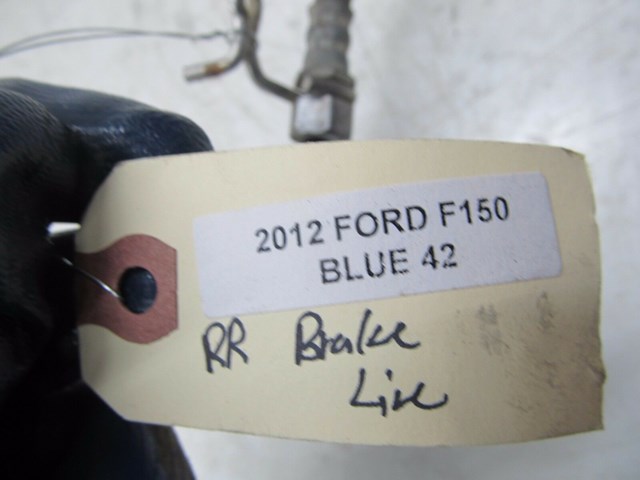 2012 FORD F150
BLUE 42
RR Brake
Line